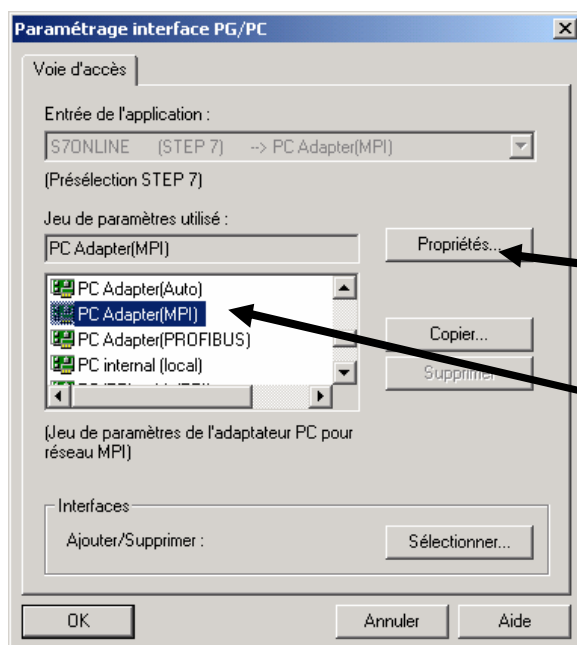 Paramétrage interface PG/PC
Voie d'accès
Entrée de l'application :
S7ONLINE (STEP 7) --> PC Adapter(MPI)
(Présélection STEP 7)
Jeu de paramètres utilisé :
PC Adapter(MPI)
Propriétés...
PC Adapter(Auto)
PC Adapter(MPI)
PC Adapter(PROFIBUS)
PC internal (local)
Copier...
Supprimer
(Jeu de paramètres de l'adaptateur PC pour
réseau MPI)
Interfaces
Ajouter/Supprimer :
Sélectionner...
OK
Annuler
Aide